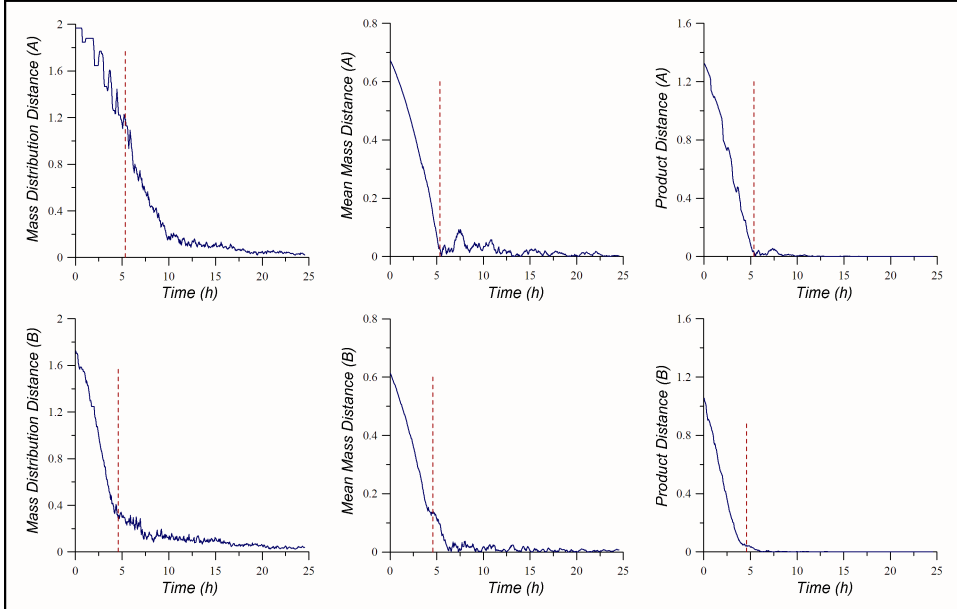 Mass Distribution Distance (A)
2
1.6
1.2
0.8
0.4
0
0 5 10 15 20 25
Time (h)
Mean Mass Distance (A)
0.8
0.6
0.4
0.2
0
0 5 10 15 20 25
Time (h)
Product Distance (A)
1.6
1.2
0.8
0.4
0
0 5 10 15 20 25
Time (h)
Mass Distribution Distance (B)
2
1.6
1.2
0.8
0.4
0
0 5 10 15 20 25
Time (h)
Mean Mass Distance (B)
0.8
0.6
0.4
0.2
0
0 5 10 15 20 25
Time (h)
Product Distance (B)
1.6
1.2
0.8
0.4
0
0 5 10 15 20 25
Time (h)